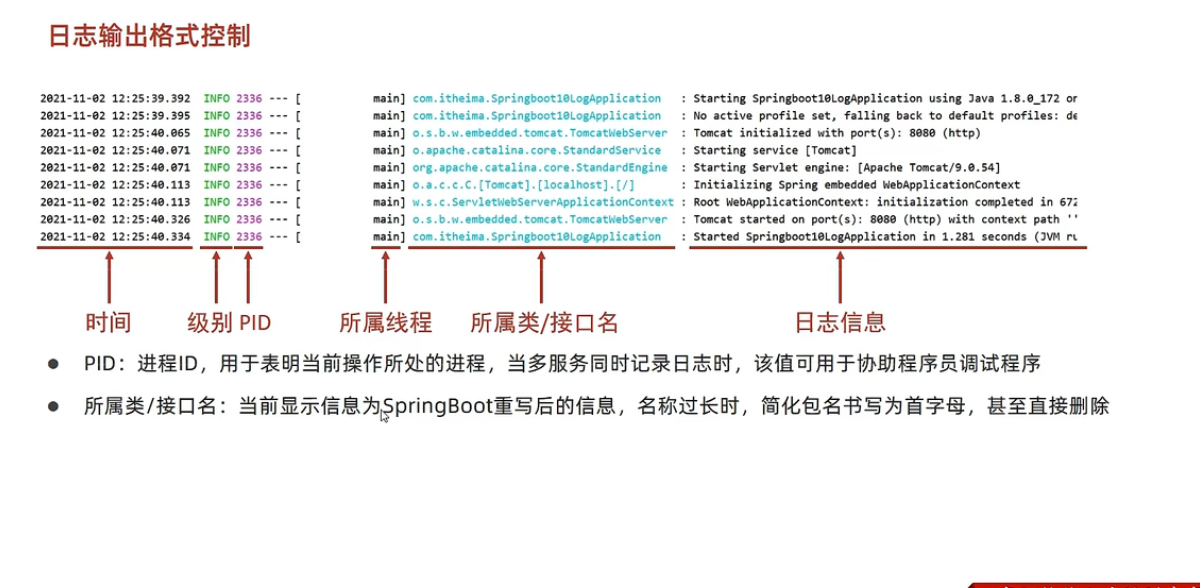 日志输出格式控制
2021-11-02 12:25:39.392 INFO 2336 --- [ main] com.itheima.Springboot10LogApplication : Starting Springboot10LogApplication using Java 1.8.0_172 on
2021-11-02 12:25:39.395 INFO 2336 --- [ main] com.itheima.Springboot10LogApplication : No active profile set, falling back to default profiles: de
2021-11-02 12:25:40.065 INFO 2336 --- [ main] o.s.b.w.embedded.tomcat.TomcatWebServer : Tomcat initialized with port(s): 8080 (http)
2021-11-02 12:25:40.071 INFO 2336 --- [ main] o.apache.catalina.core.StandardService : Starting service [Tomcat]
2021-11-02 12:25:40.071 INFO 2336 --- [ main] org.apache.catalina.core.StandardEngine : Starting Servlet engine: [Apache Tomcat/9.0.54]
2021-11-02 12:25:40.113 INFO 2336 --- [ main] o.a.c.c.C.[Tomcat].[localhost].[/] : Initializing Spring embedded WebApplicationContext
2021-11-02 12:25:40.113 INFO 2336 --- [ main] w.s.c.ServletWebServerApplicationContext : Root WebApplicationContext: initialization completed in 672
2021-11-02 12:25:40.326 INFO 2336 --- [ main] o.s.b.w.embedded.tomcat.TomcatWebServer : Tomcat started on port(s): 8080 (http) with context path ''
2021-11-02 12:25:40.334 INFO 2336 --- [ main] com.itheima.Springboot10LogApplication : Started Springboot10LogApplication in 1.281 seconds (JVM ru
时间 级别 PID 所属线程 所属类/接口名 日志信息
● PID：进程ID，用于表明当前操作所处的进程，当多服务同时记录日志时，该值可用于协助程序员调试程序
● 所属类/接口名：当前显示信息为SpringBoot重写后的信息，名称过长时，简化包名书写为首字母，甚至直接删除